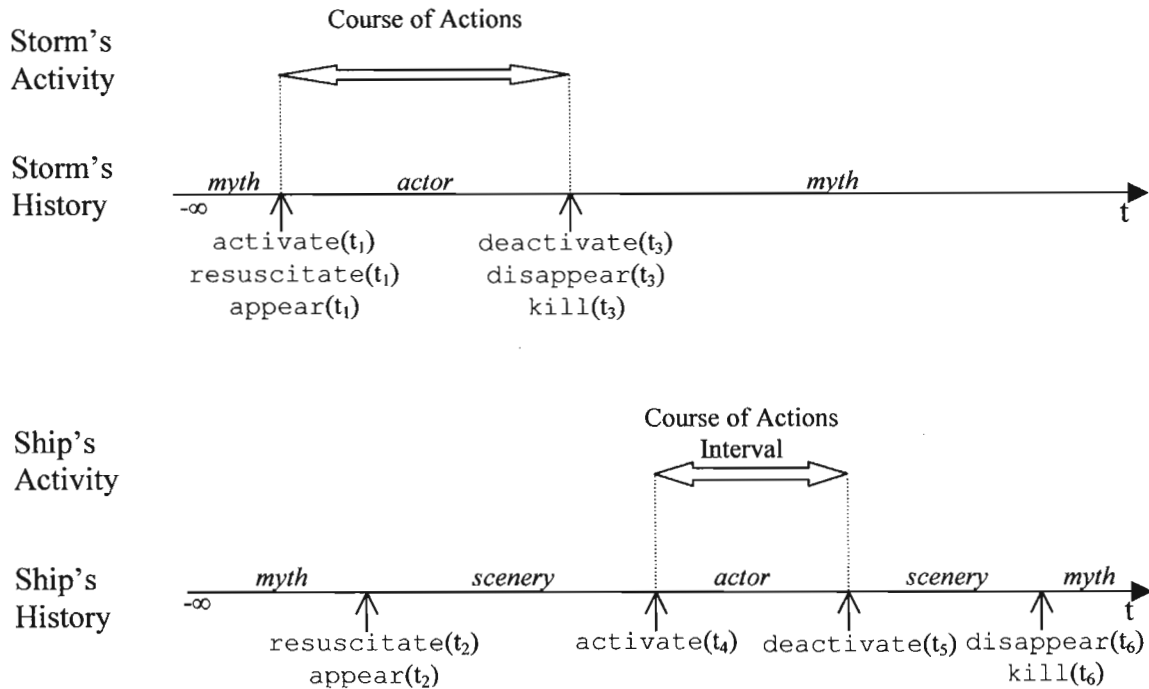 Course of Actions
Storm's
Activity
Storm's
History
myth actor myth
-∞ t
activate(t₁) deactivate(t₃)
resuscitate(t₁) disappear(t₃)
appear(t₁) kill(t₃)
Course of Actions
Interval
Ship's
Activity
Ship's
History
myth scenery actor scenery myth
-∞ t
resuscitate(t₂) activate(t₄) deactivate(t₅) disappear(t₆)
appear(t₂) kill(t₆)